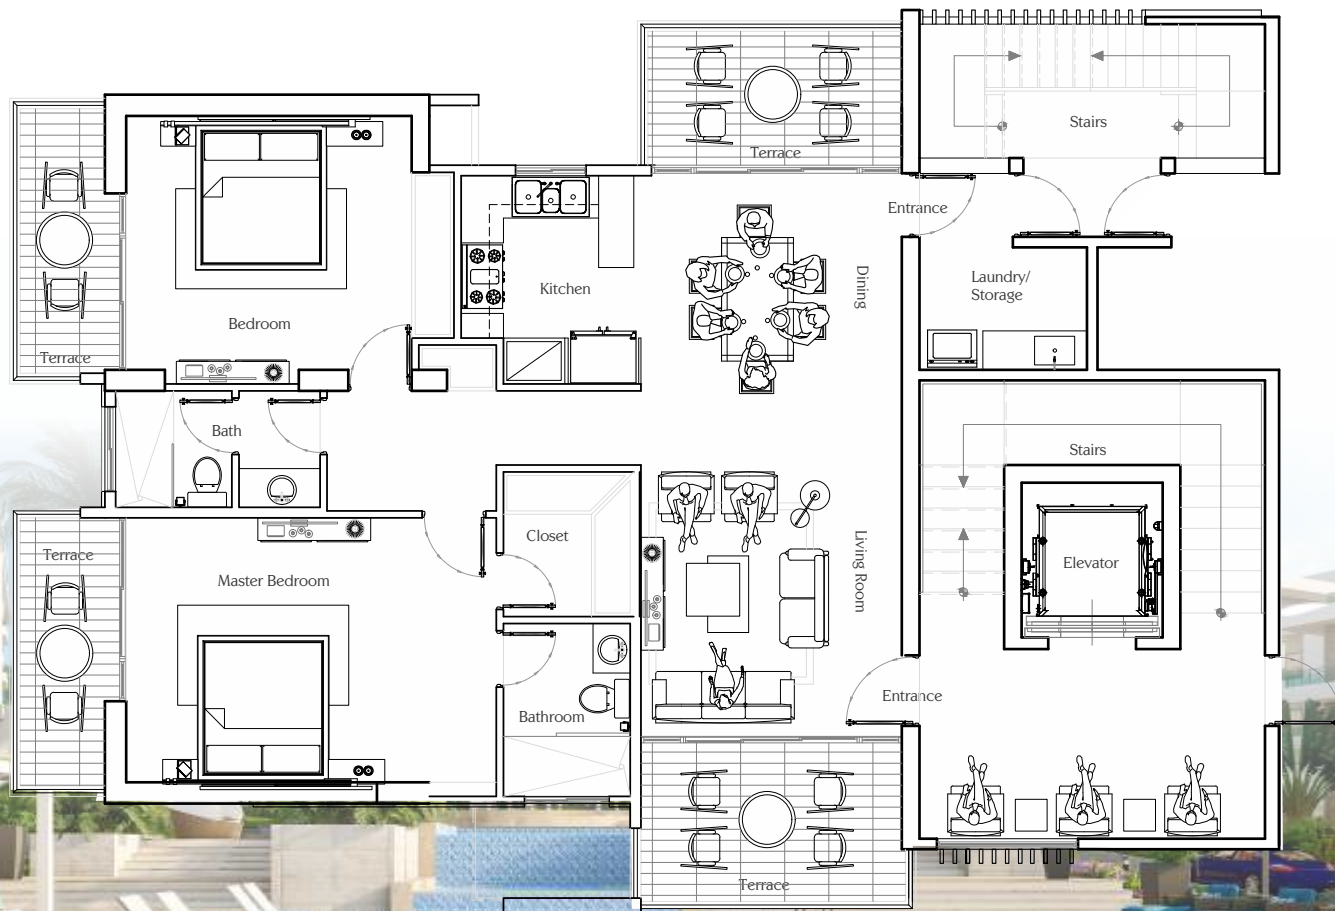 Terrace
Stairs
Entrance
Dining
Laundry/
Storage
Kitchen
Bedroom
Terrace
Bath
Stairs
Closet
Living Room
Terrace
Master Bedroom
Elevator
Entrance
Bathroom
Terrace